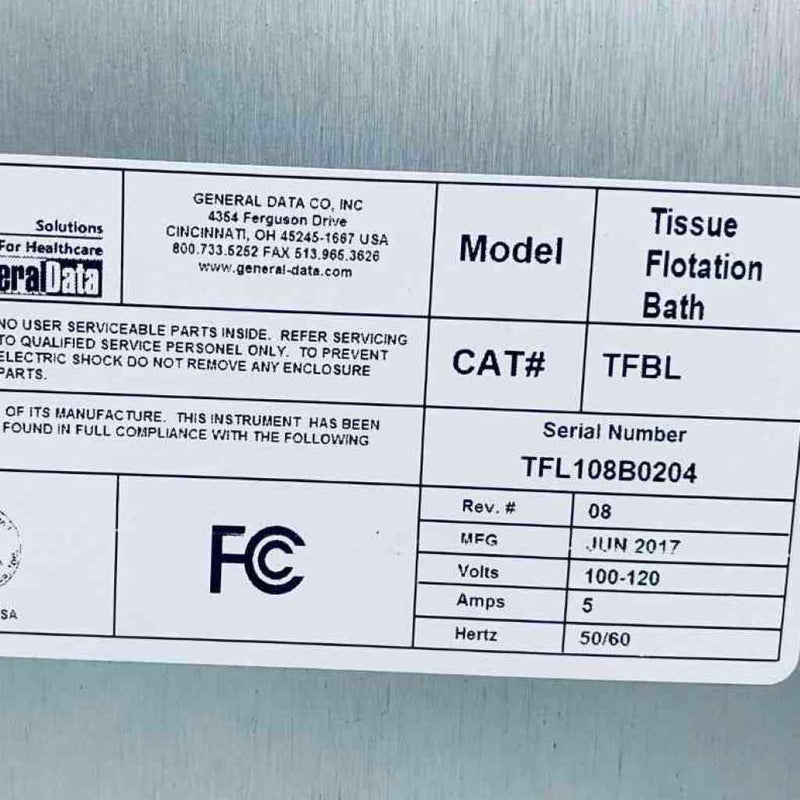 Solutions
For Healthcare
eralData
GENERAL DATA CO, INC
4354 Ferguson Drive
CINCINNATI, OH 45245-1667 USA
800.733.5252 FAX 513.965.3626
www.general-data.com
Model
Tissue
Flotation
Bath
NO USER SERVICEABLE PARTS INSIDE. REFER SERVICING
TO QUALIFIED SERVICE PERSONEL ONLY. TO PREVENT
ELECTRIC SHOCK DO NOT REMOVE ANY ENCLOSURE
PARTS.
CAT#
TFBL
OF ITS MANUFACTURE. THIS INSTRUMENT HAS BEEN
FOUND IN FULL COMPLIANCE WITH THE FOLLOWING
Serial Number
TFL108B0204
SA
FC
Rev. #
08
MFG
JUN 2017
Volts
100-120
Amps
5
Hertz
50/60